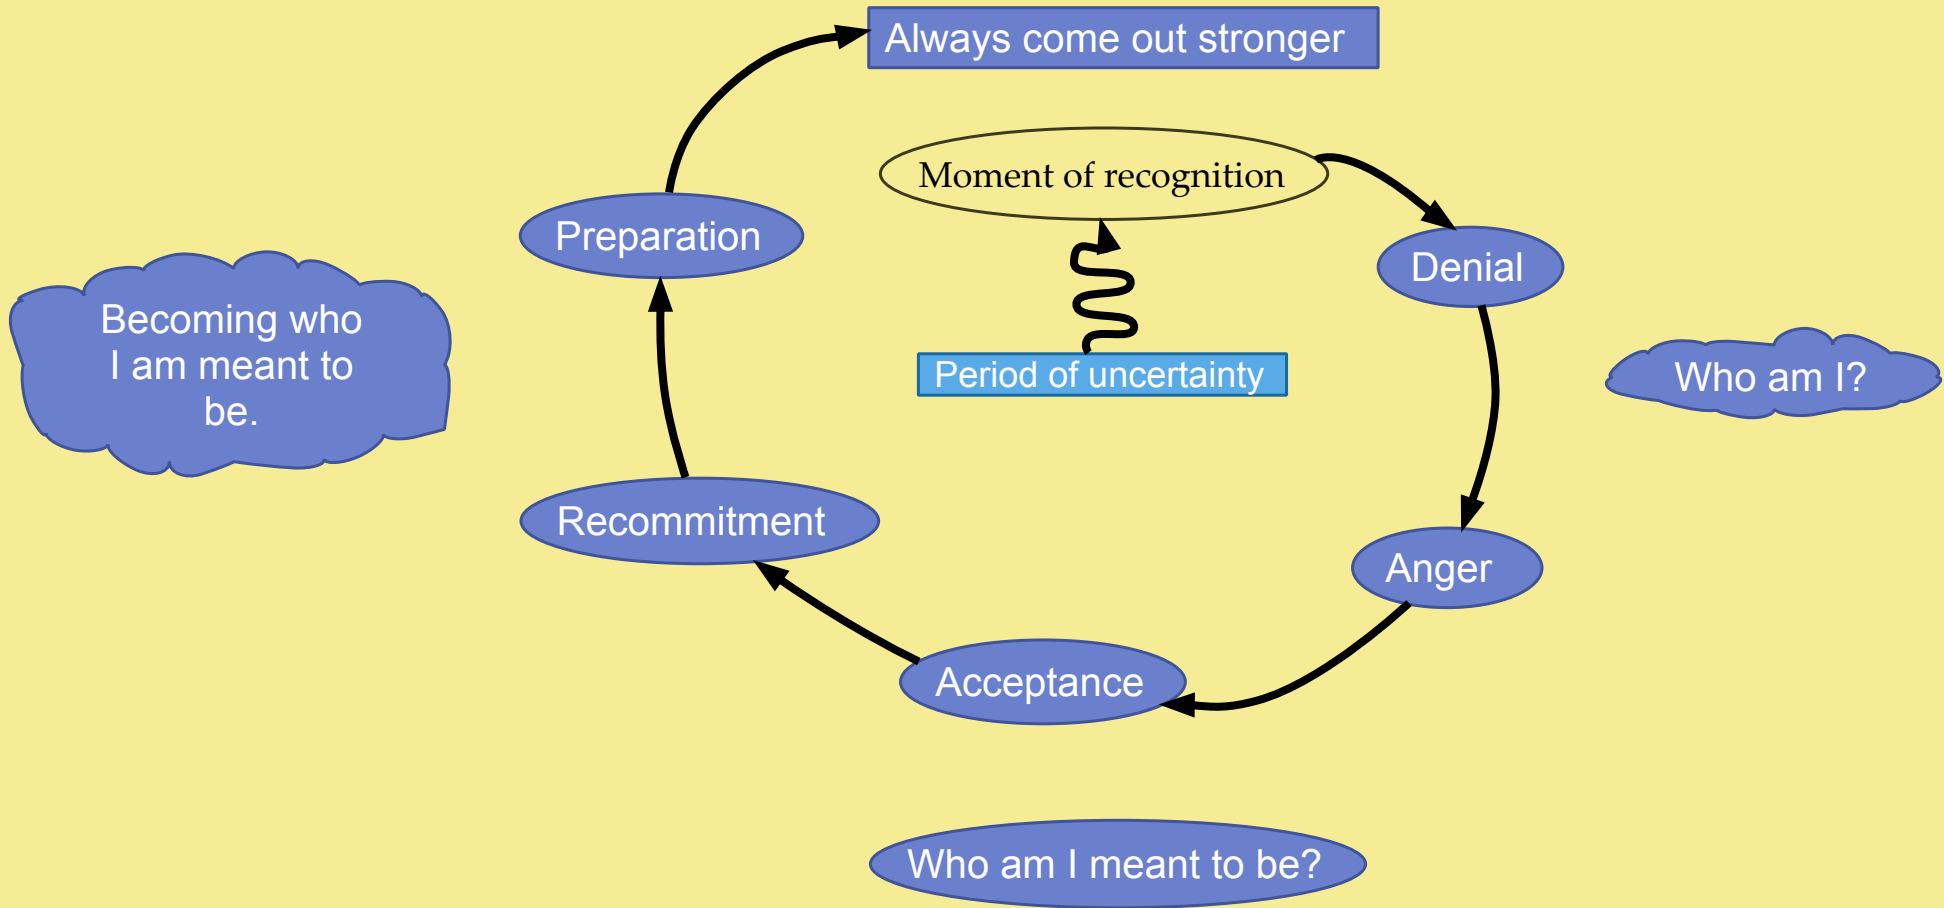 Always come out stronger
Moment of recognition
Preparation
Denial
Becoming who
I am meant to
be.
Period of uncertainty
Who am I?
Recommitment
Anger
Acceptance
Who am I meant to be?